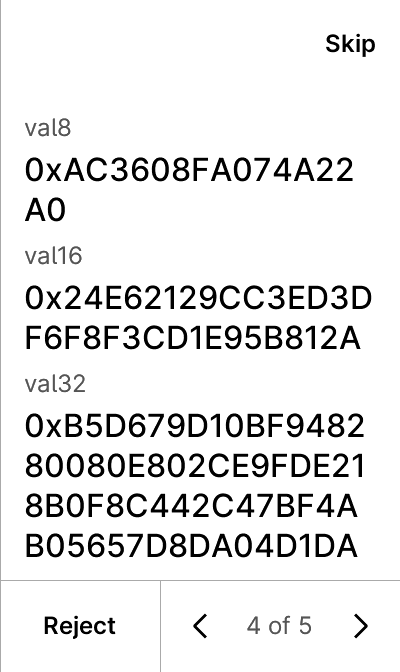 Skip
val8
0xAC3608FA074A22
A0
val16
0x24E62129CC3ED3D
F6F8F3CD1E95B812A
val32
0xB5D679D10BF9482
80080E802CE9FDE21
8B0F8C442C47BF4A
B05657D8DA04D1DA
Reject
4 of 5